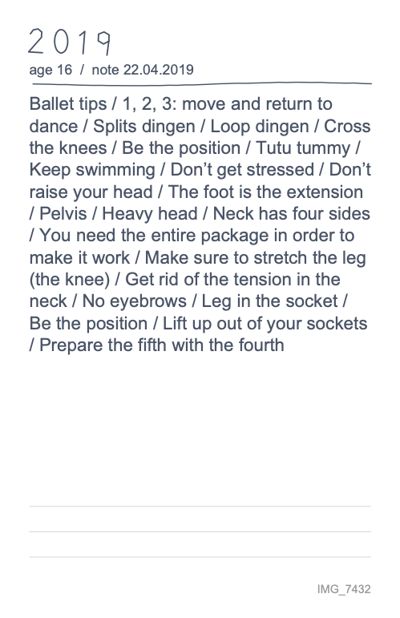 2019
age 16 / note 22.04.2019
Ballet tips / 1, 2, 3: move and return to
dance / Splits dingen / Loop dingen / Cross
the knees / Be the position / Tutu tummy /
Keep swimming / Don’t get stressed / Don’t
raise your head / The foot is the extension
/ Pelvis / Heavy head / Neck has four sides
/ You need the entire package in order to
make it work / Make sure to stretch the leg
(the knee) / Get rid of the tension in the
neck / No eyebrows / Leg in the socket /
Be the position / Lift up out of your sockets
/ Prepare the fifth with the fourth
IMG_7432